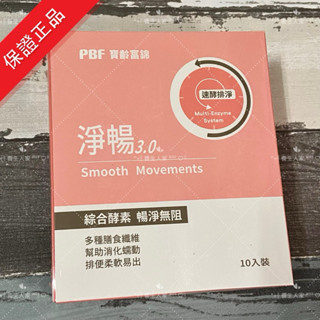 保證正品
PBF 寶齡富錦
速酵排淨
Multi Enzyme
System
淨暢3.0
Smooth Movements
綜合酵素 暢淨無阻
多種膳食纖維
幫助消化蠕動
排便柔軟易出
10入裝